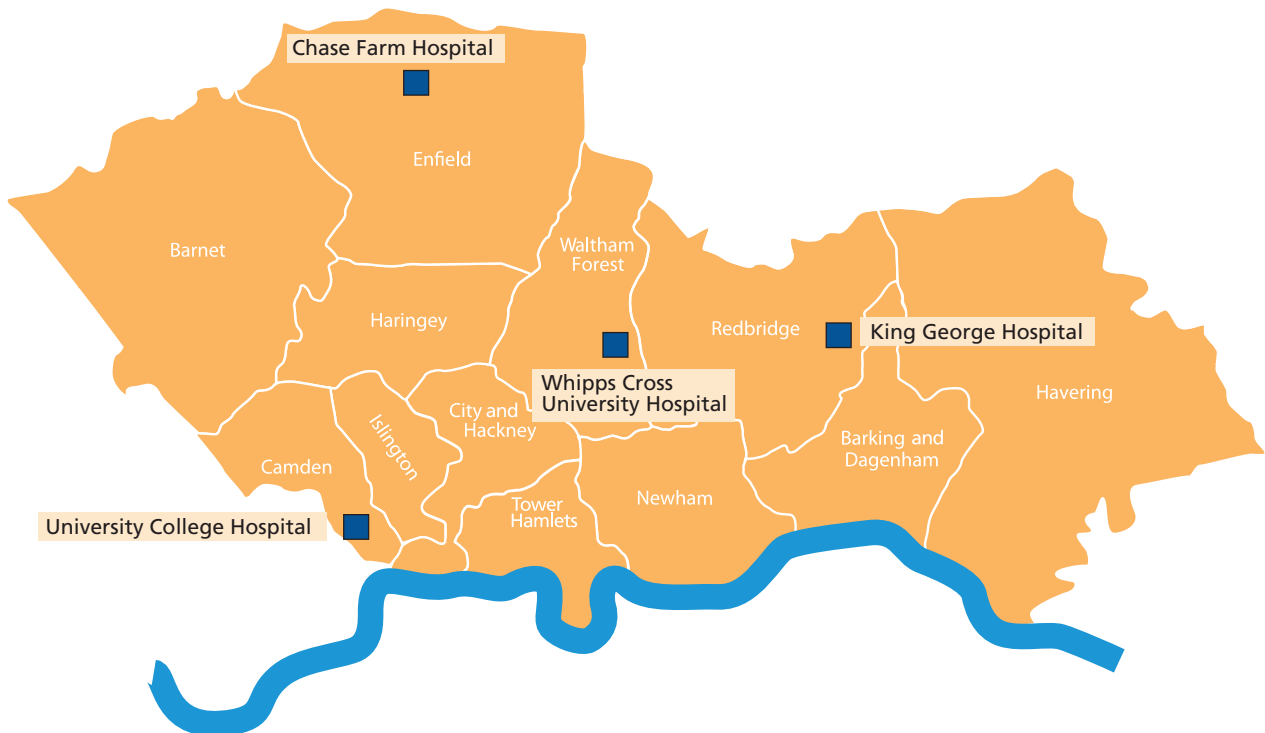 Chase Farm Hospital
Enfield
Barnet
Waltham
Forest
Haringey
Redbridge
King George Hospital
Whipps Cross
University Hospital
Havering
City and
Hackney
Islington
Barking and
Dagenham
Camden
Newham
Tower
Hamlets
University College Hospital